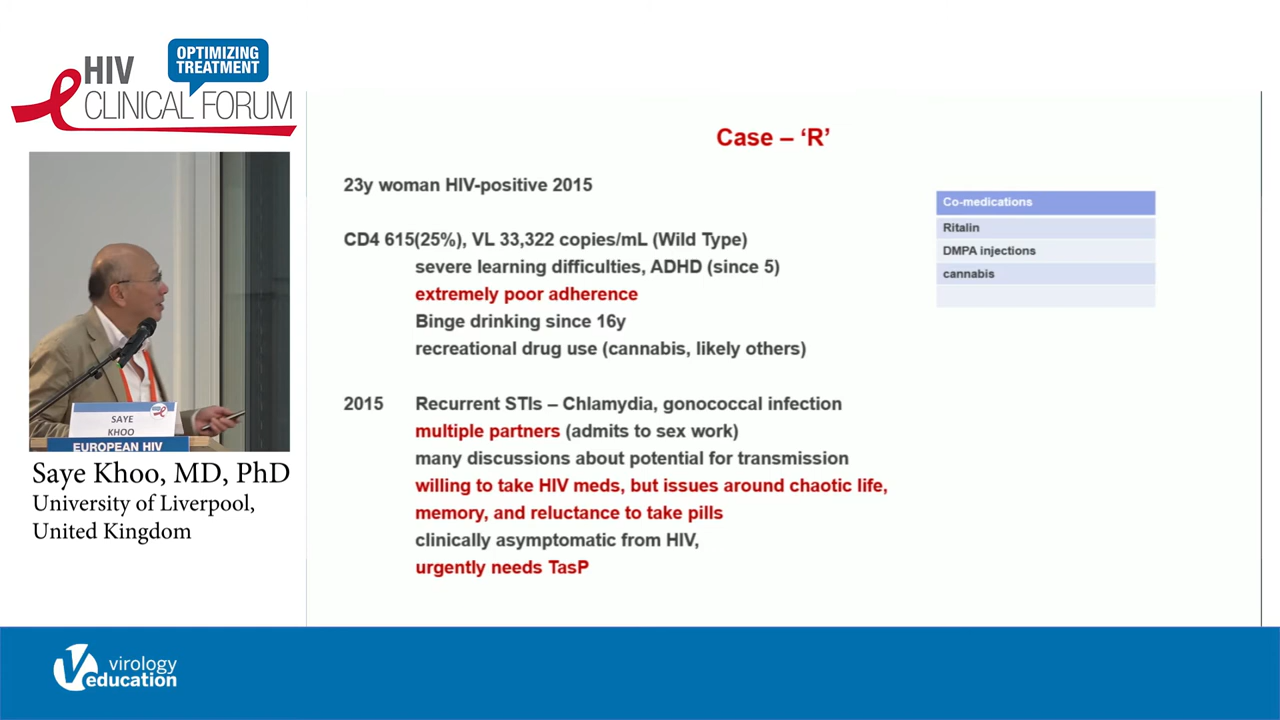 OPTIMIZING
TREATMENT
HIV
CLINICAL FORUM
Case – ‘R’
23y woman HIV-positive 2015
CD4 615(25%), VL 33,322 copies/mL (Wild Type)
severe learning difficulties, ADHD (since 5)
extremely poor adherence
Binge drinking since 16y
recreational drug use (cannabis, likely others)
2015 Recurrent STIs – Chlamydia, gonococcal infection
multiple partners (admits to sex work)
many discussions about potential for transmission
willing to take HIV meds, but issues around chaotic life,
memory, and reluctance to take pills
clinically asymptomatic from HIV,
urgently needs TasP
Co-medications
Ritalin
DMPA injections
cannabis
SAYE
KHOO
EUROPEAN HIV
Saye Khoo, MD, PhD
University of Liverpool,
United Kingdom
virology
education